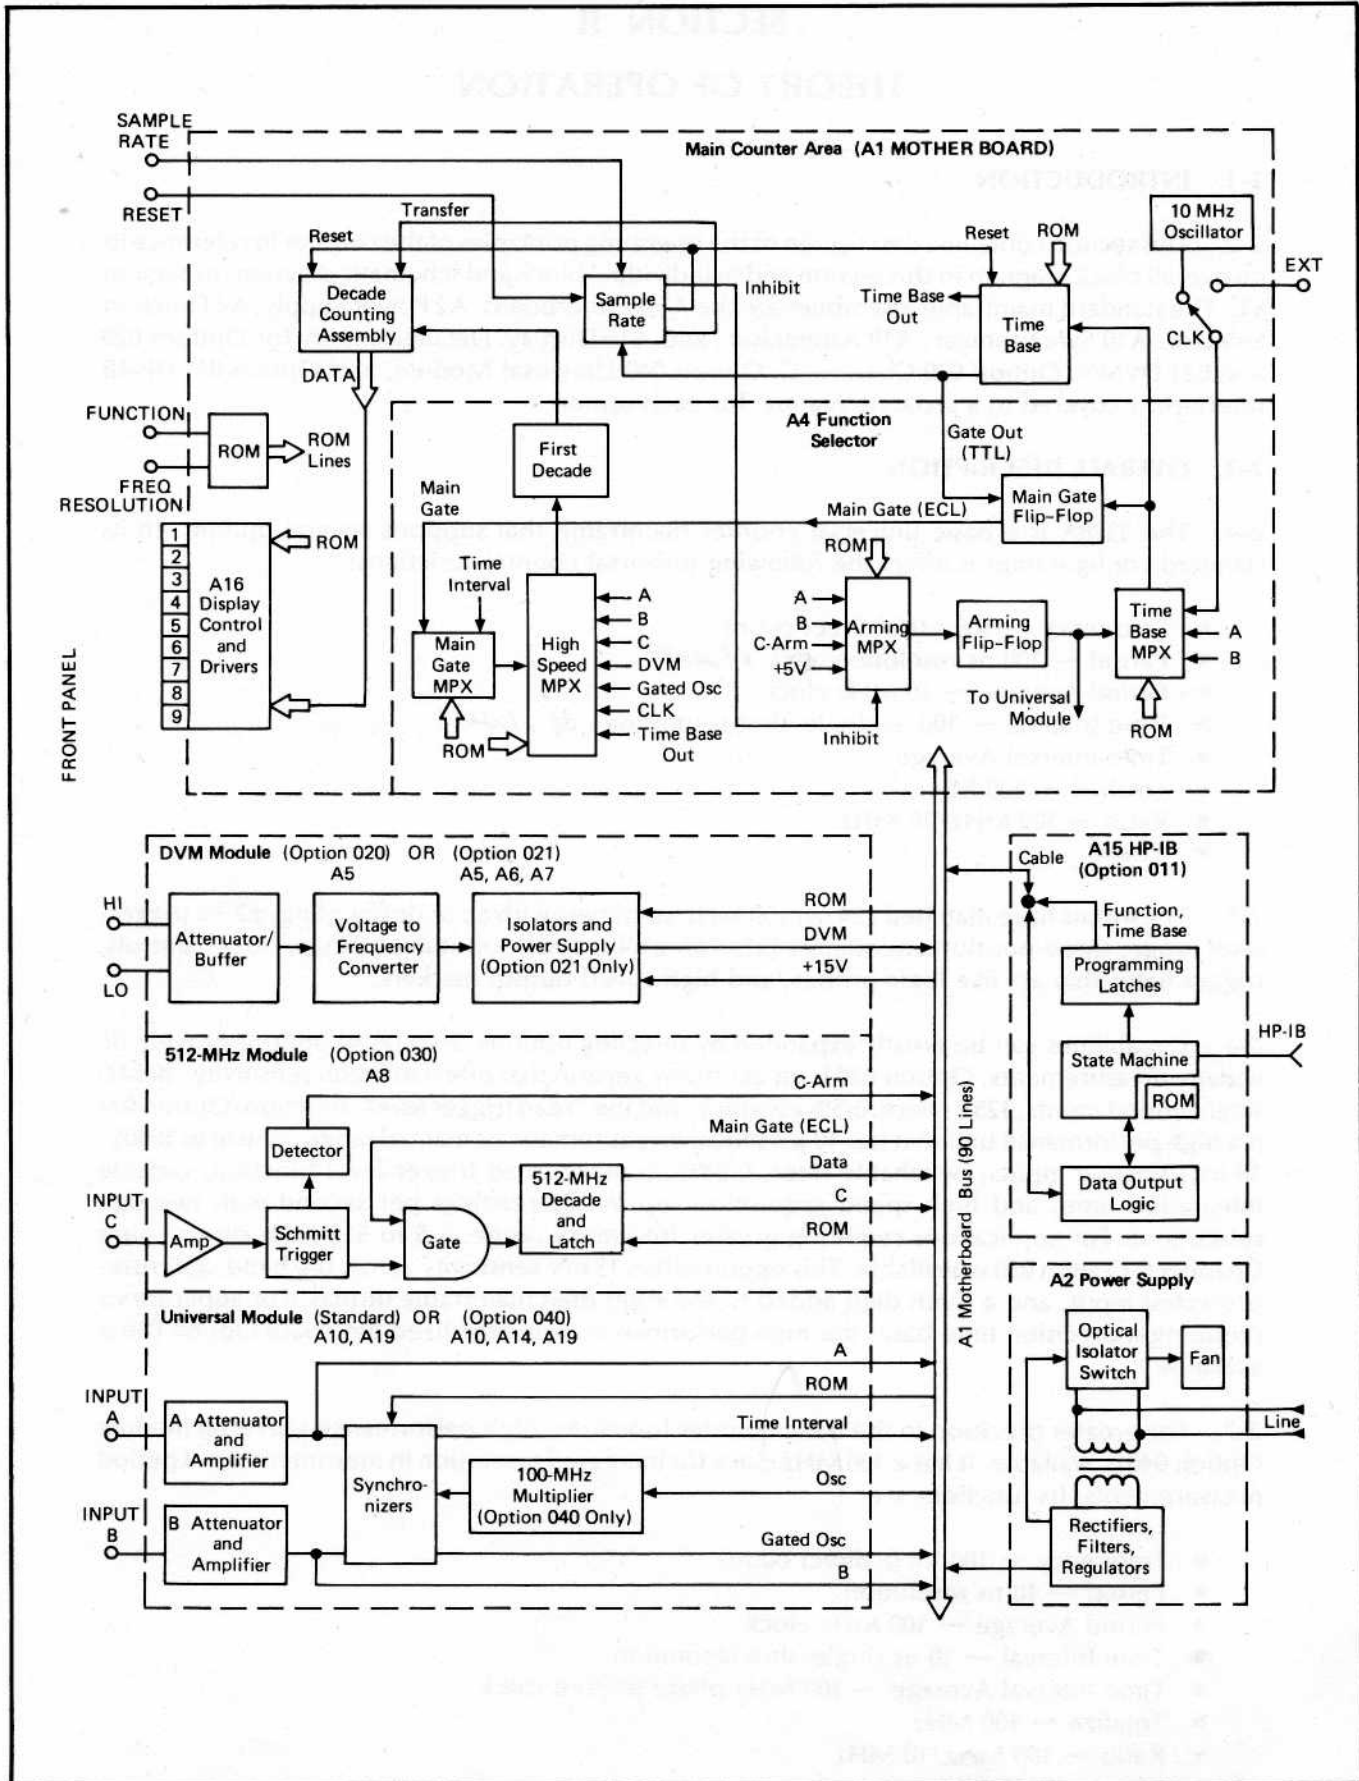 SAMPLE
RATE
Main Counter Area (A1 MOTHER BOARD)
RESET
Transfer
Reset
10 MHz
Oscillator
Reset
ROM
EXT
Decade
Counting
Assembly
Sample
Rate
Inhibit
Time Base
Out
Time
Base
CLK
DATA
FUNCTION
ROM
ROM
Lines
FREQ
RESOLUTION
First
Decade
A4 Function
Selector
Gate Out
(TTL)
Main
Gate
Main Gate (ECL)
Main Gate
Flip-Flop
FRONT PANEL
1
2
3
4
5
6
7
8
9
ROM
A16
Display
Control
and
Drivers
Time
Interval
ROM
Main
Gate
MPX
High
Speed
MPX
A
B
C
DVM
Gated Osc
CLK
Time Base
Out
ROM
A
B
C-Arm
+5V
Arming
MPX
Arming
Flip-Flop
Time
Base
MPX
A
B
To Universal
Module
ROM
Inhibit
DVM Module (Option 020) OR (Option 021)
A5
A5, A6, A7
HI
LO
Attenuator/
Buffer
Voltage to
Frequency
Converter
Isolators and
Power Supply
(Option 021 Only)
ROM
DVM
+15V
Cable
A15 HP-IB
(Option 011)
Function,
Time Base
Programming
Latches
HP-IB
State Machine
ROM
Data Output
Logic
512-MHz Module (Option 030)
A8
C-Arm
Main Gate (ECL)
Data
C
ROM
Detector
INPUT
C
Amp
Schmitt
Trigger
Gate
512-MHz
Decade
and
Latch
A1 Motherboard Bus (90 Lines)
Universal Module (Standard) OR (Option 040)
A10, A19
A10, A14, A19
A
ROM
Time Interval
INPUT
A
A Attenuator
and
Amplifier
Synchro-
nizers
100-MHz
Multiplier
(Option 040 Only)
Osc
INPUT
B
B Attenuator
and
Amplifier
Gated Osc
B
A2 Power Supply
Optical
Isolator
Switch
Fan
Line
Rectifiers,
Filters,
Regulators